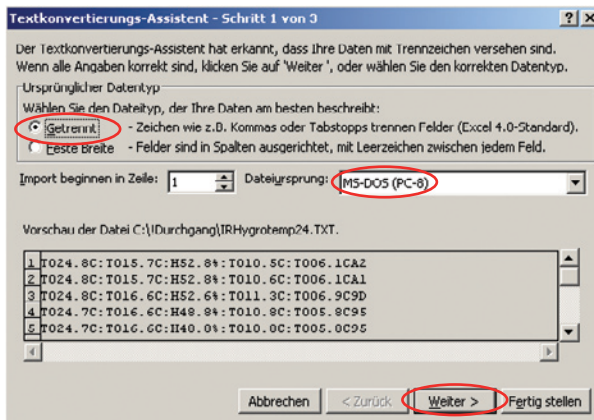 Textkonvertierungs-Assistent - Schritt 1 von 3
Der Textkonvertierungs-Assistent hat erkannt, dass Ihre Daten mit Trennzeichen versehen sind.
Wenn alle Angaben korrekt sind, klicken Sie auf 'Weiter ', oder wählen Sie den korrekten Datentyp.
Ursprünglicher Datentyp
Wählen Sie den Dateityp, der Ihre Daten am besten beschreibt:
Getrennt - Zeichen wie z.B. Kommas oder Tabstopps trennen Felder (Excel 4.0-Standard).
Feste Breite - Felder sind in Spalten ausgerichtet, mit Leerzeichen zwischen jedem Feld.
Import beginnen in Zeile: 1 Dateiursprung: MS-DOS (PC-8)
Vorschau der Datei C:\!Durchgang\IRHygrotemp24.TXT.
1 T024.8C:T015.7C:H52.8%:T010.5C:T006.1CA2
2 T024.8C:T015.7C:H52.8%:T010.6C:T006.1CA1
3 T024.8C:T016.6C:H52.6%:T011.3C:T006.9C9D
4 T024.7C:T016.6C:H48.8%:T010.8C:T005.8C95
5 T024.7C:T016.6C:H48.8%:T010.8C:T005.8C95
Abbrechen < Zurück Weiter > Fertig stellen